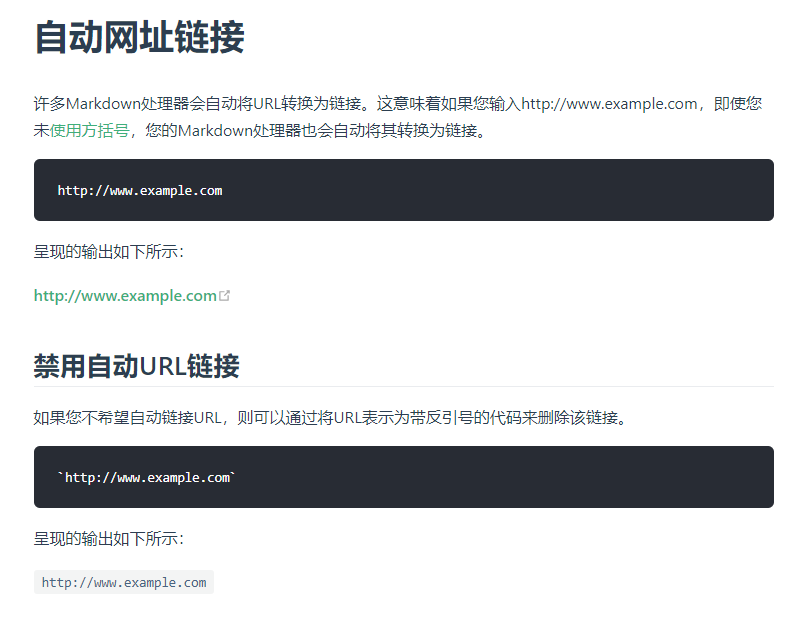 自动网址链接
许多Markdown处理器会自动将URL转换为链接。这意味着如果您输入http://www.example.com，即使您
未使用方括号，您的Markdown处理器也会自动将其转换为链接。
http://www.example.com
呈现的输出如下所示：
http://www.example.com
禁用自动URL链接
如果您不希望自动链接URL，则可以通过将URL表示为带反引号的代码来删除该链接。
`http://www.example.com`
呈现的输出如下所示：
http://www.example.com